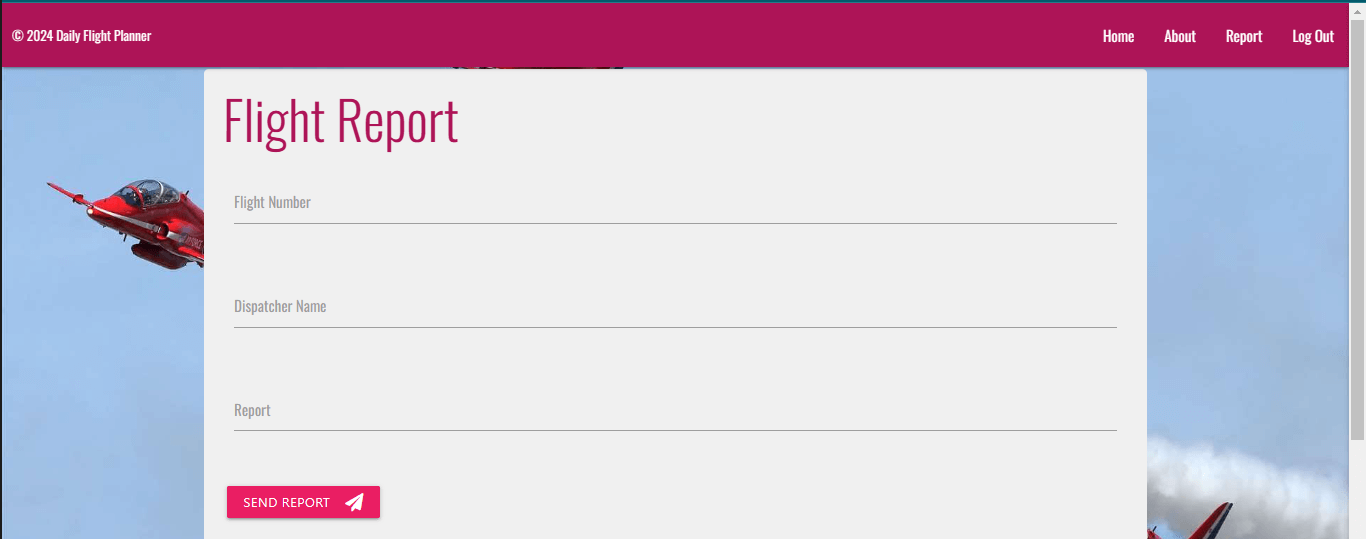 © 2024 Daily Flight Planner
Home About Report Log Out
Flight Report
Flight Number
Dispatcher Name
Report
SEND REPORT